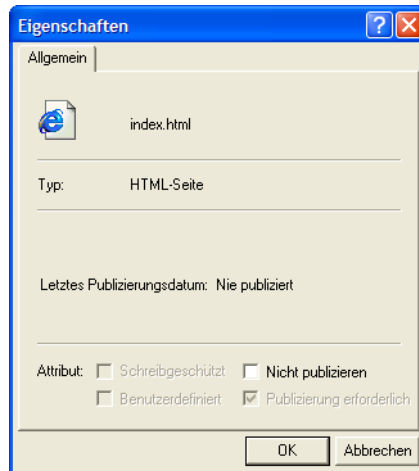 Eigenschaften
Allgemein
index.html
Typ: HTML-Seite
Letztes Publizierungsdatum: Nie publiziert
Attribut: Schreibgeschützt Nicht publizieren
Benutzerdefiniert Publizierung erforderlich
OK Abbrechen